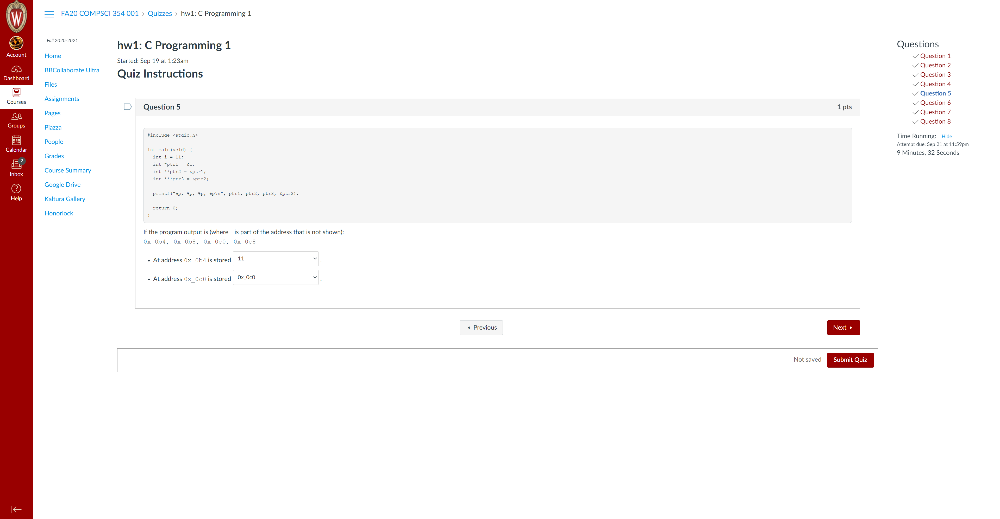 W
Account
Dashboard
Courses
Groups
Calendar
2
Inbox
Help
FA20 COMPSCI 354 001 › Quizzes › hw1: C Programming 1
Fall 2020-2021
Home
BBCollaborate Ultra
Files
Assignments
Pages
Piazza
People
Grades
Course Summary
Google Drive
Kaltura Gallery
Honorlock
hw1: C Programming 1
Started: Sep 19 at 1:23am
Quiz Instructions
Question 5 1 pts
#include <stdio.h>
int main(void) {
int i = 11;
int *ptr1 = &i;
int **ptr2 = &ptr1;
int ***ptr3 = &ptr2;
printf("%p, %p, %p, %p\n", ptr1, ptr2, ptr3, &ptr3);
return 0;
}
If the program output is (where _ is part of the address that is not shown):
0x_0b4, 0x_0b8, 0x_0c0, 0x_0c8
• At address 0x_0b4 is stored 11 .
• At address 0x_0c8 is stored 0x_0c0 .
Previous
Next
Not saved Submit Quiz
Questions
Question 1
Question 2
Question 3
Question 4
Question 5
Question 6
Question 7
Question 8
Time Running: Hide
Attempt due: Sep 21 at 11:59pm
9 Minutes, 32 Seconds